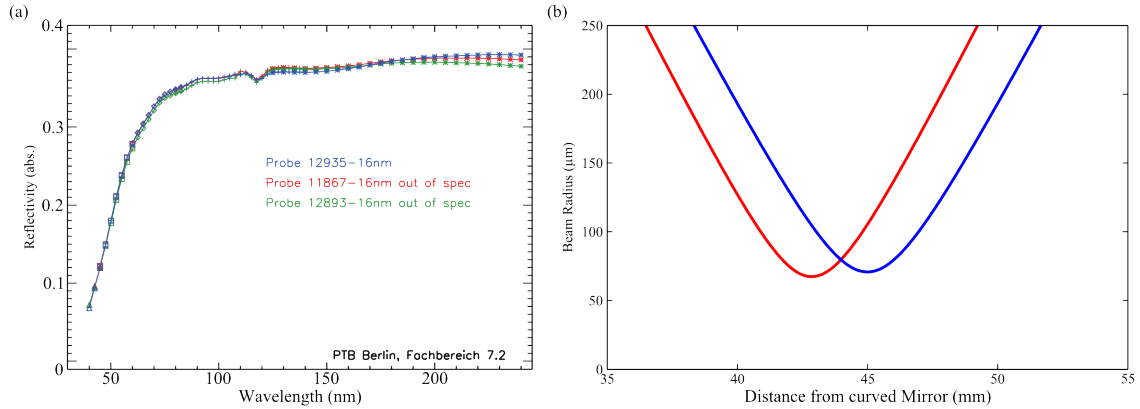 (a)
0.4
0.3
0.2
0.1
0
Reflectivity (abs.)
Probe 12935-16nm
Probe 11867-16nm out of spec
Probe 12893-16nm out of spec
PTB Berlin, Fachbereich 7.2
50
100
150
200
Wavelength (nm)
(b)
250
200
150
100
50
0
Beam Radius (μm)
35
40
45
50
55
Distance from curved Mirror (mm)